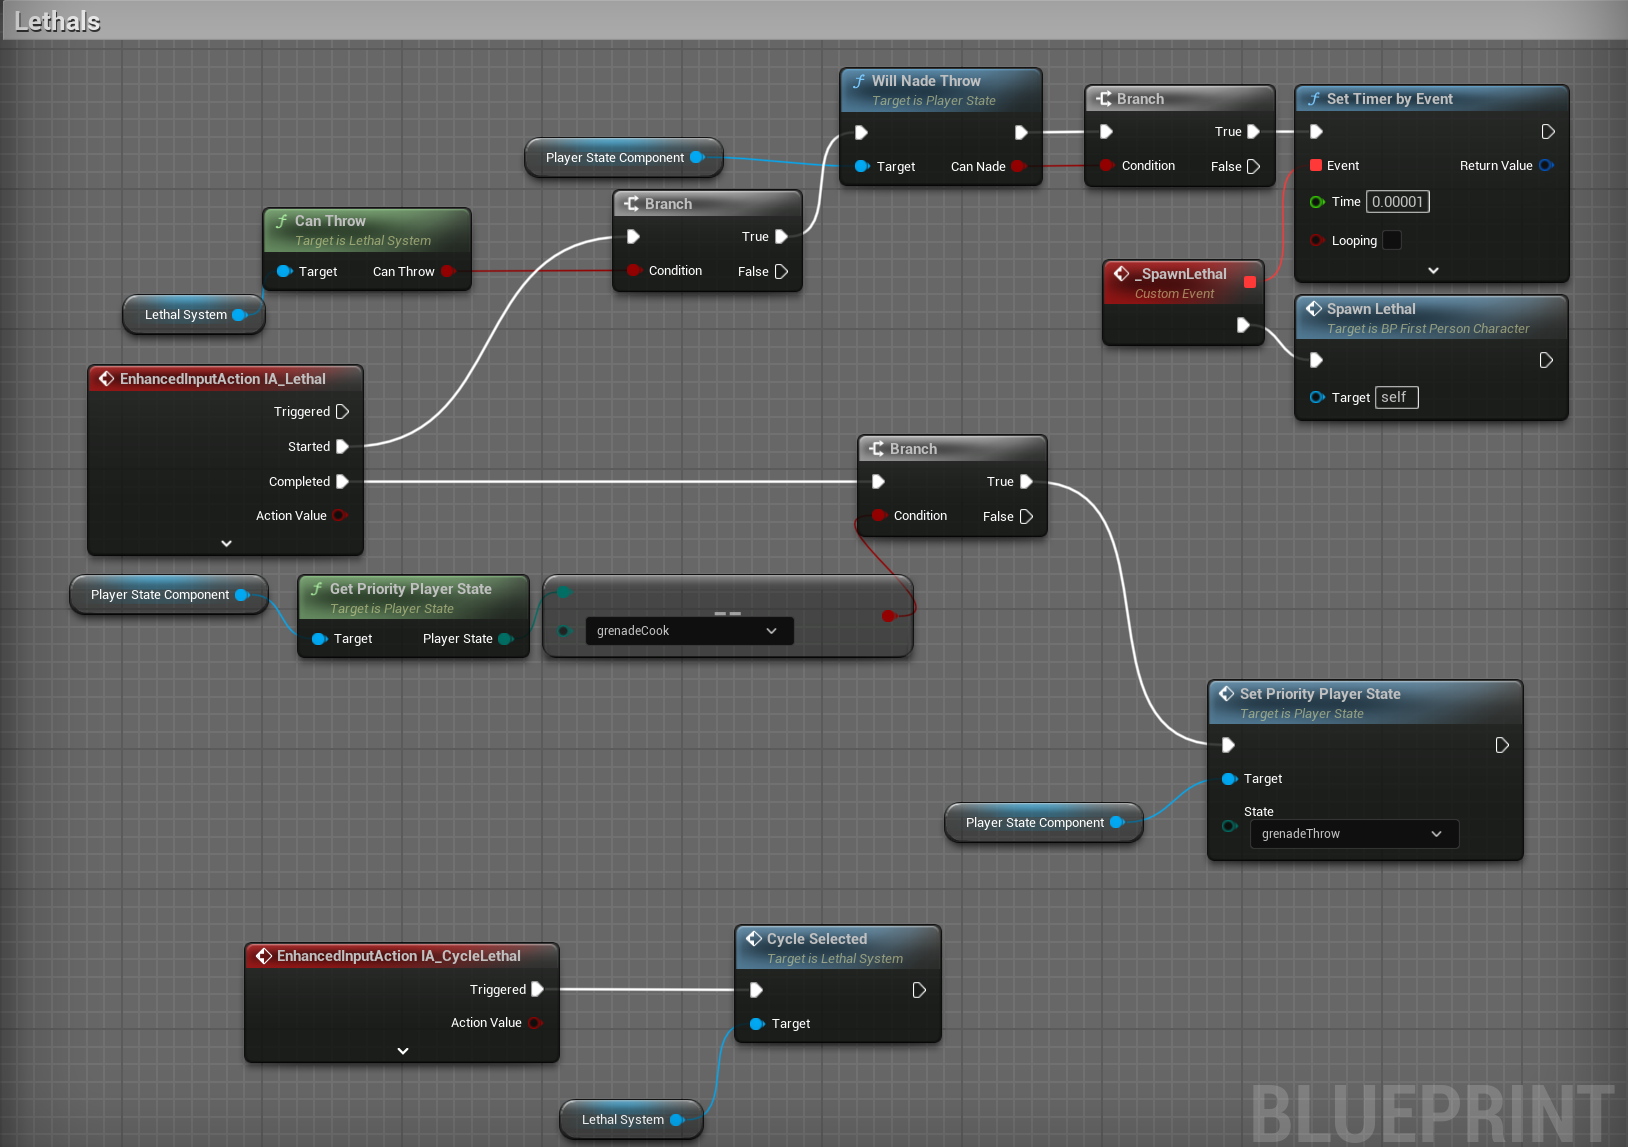 Lethals
Will Nade Throw
Target is Player State
Target
Can Nade
Branch
True
Condition
False
Set Timer by Event
Event
Return Value
Time
0.00001
Looping
Player State Component
Branch
True
Condition
False
Can Throw
Target is Lethal System
Target
Can Throw
Lethal System
_SpawnLethal
Custom Event
Spawn Lethal
Target is BP First Person Character
Target
self
EnhancedInputAction IA_Lethal
Triggered
Started
Completed
Action Value
Branch
True
Condition
False
Player State Component
Get Priority Player State
Target is Player State
Target
Player State
==
grenadeCook
Set Priority Player State
Target is Player State
Target
State
grenadeThrow
Player State Component
EnhancedInputAction IA_CycleLethal
Triggered
Action Value
Cycle Selected
Target is Lethal System
Target
Lethal System
BLUEPRINT